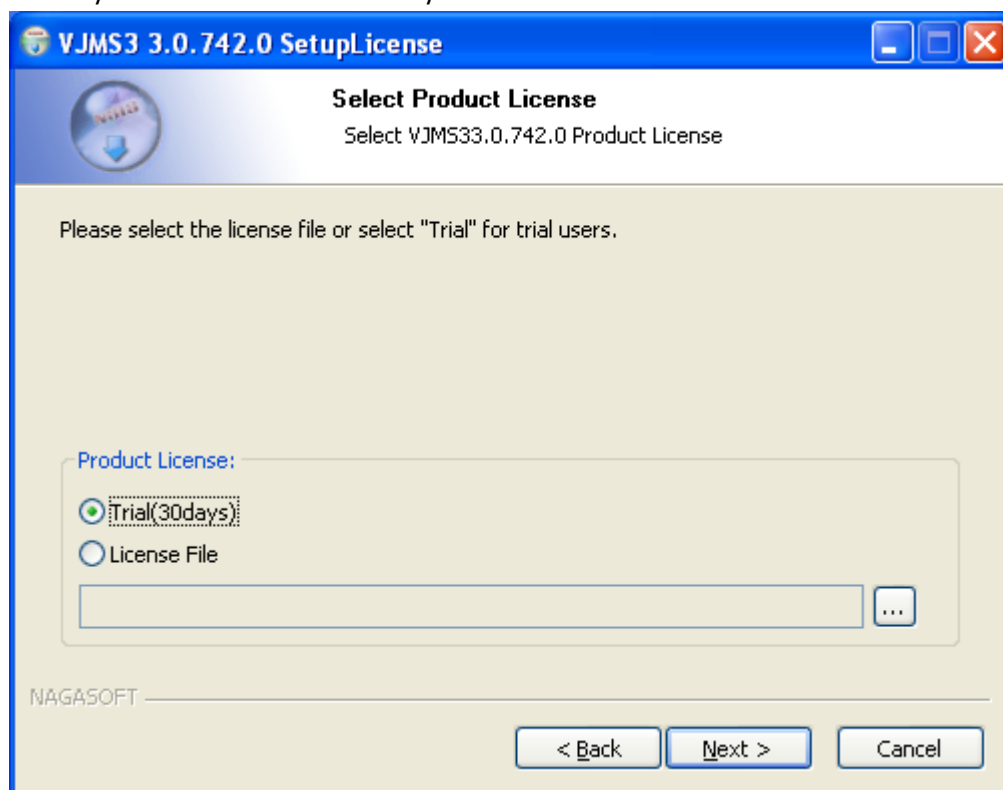 VJMS3 3.0.742.0 SetupLicense
Select Product License
Select VJMS33.0.742.0 Product License
Please select the license file or select "Trial" for trial users.
Product License:
Trial(30days)
License File
...
NAGASOFT
< Back
Next >
Cancel